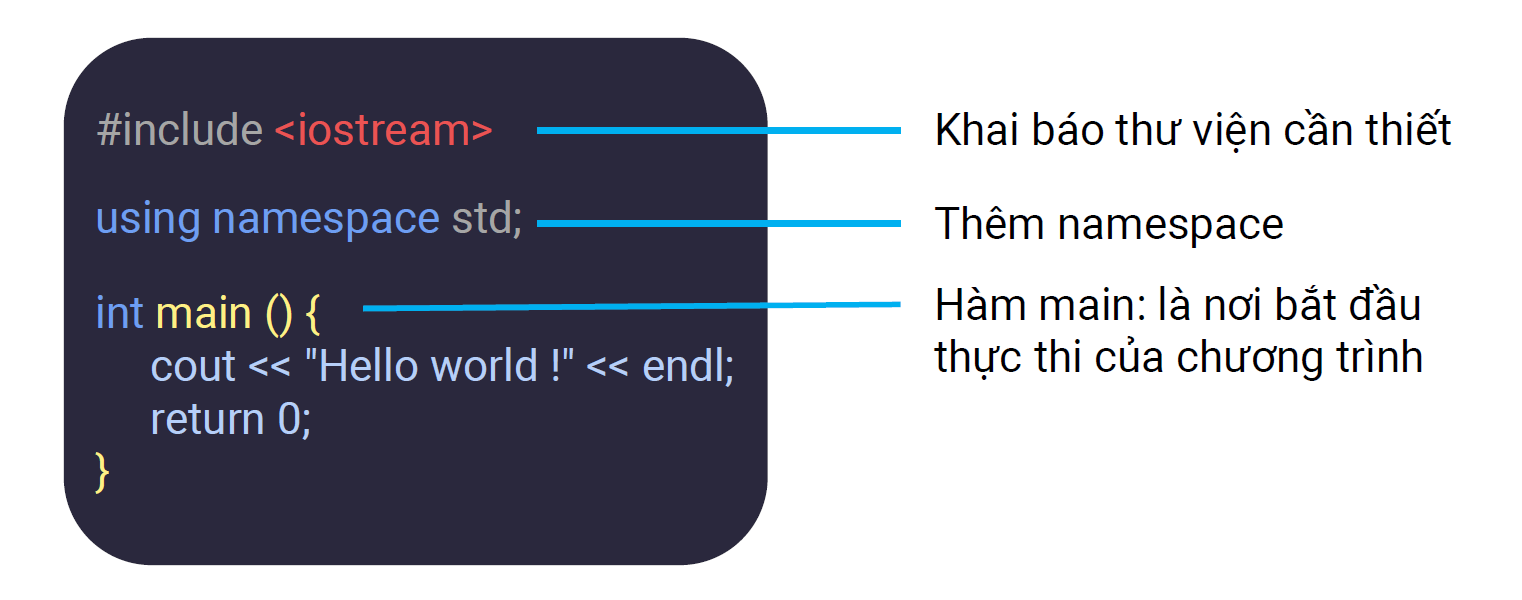 #include <iostream>
Khai báo thư viện cần thiết
using namespace std;
Thêm namespace
int main () {
Hàm main: là nơi bắt đầu
thực thi của chương trình
cout << "Hello world !" << endl;
return 0;
}